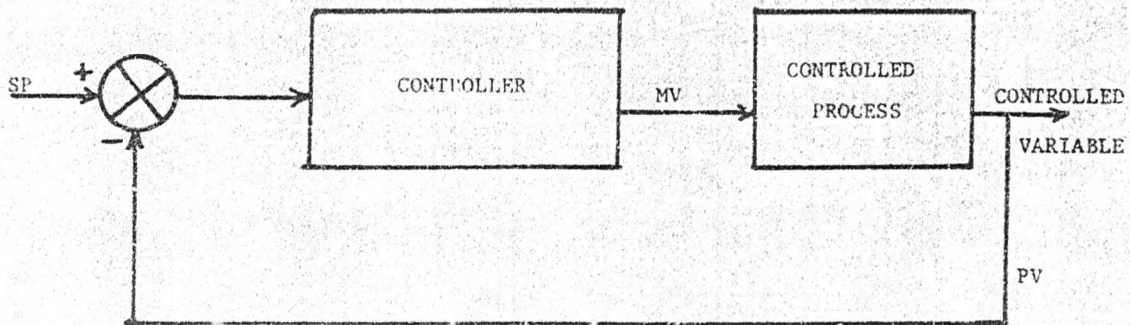 SP
+
-
CONTROLLER
MV
CONTROLLED
PROCESS
CONTROLLED
VARIABLE
PV